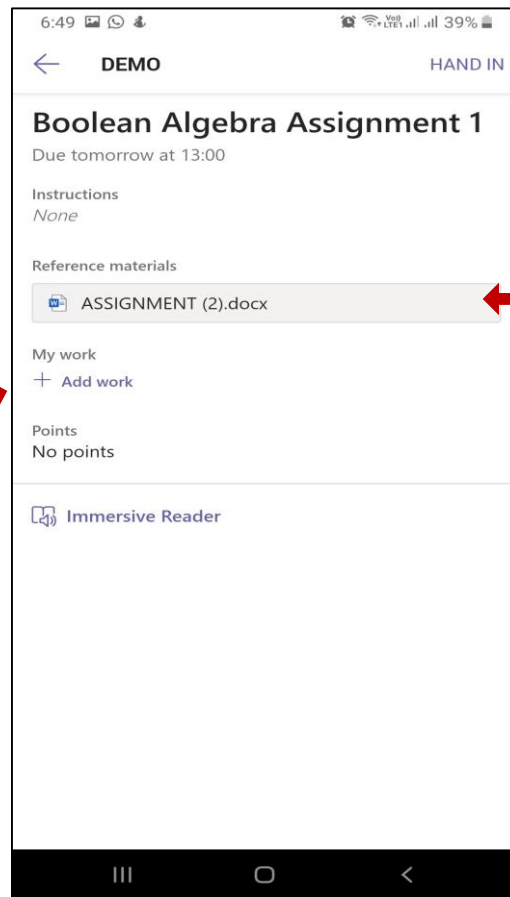 6:49 39%
DEMO HAND IN
Boolean Algebra Assignment 1
Due tomorrow at 13:00
Instructions
None
Reference materials
ASSIGNMENT (2).docx
My work
+ Add work
Points
No points
Immersive Reader